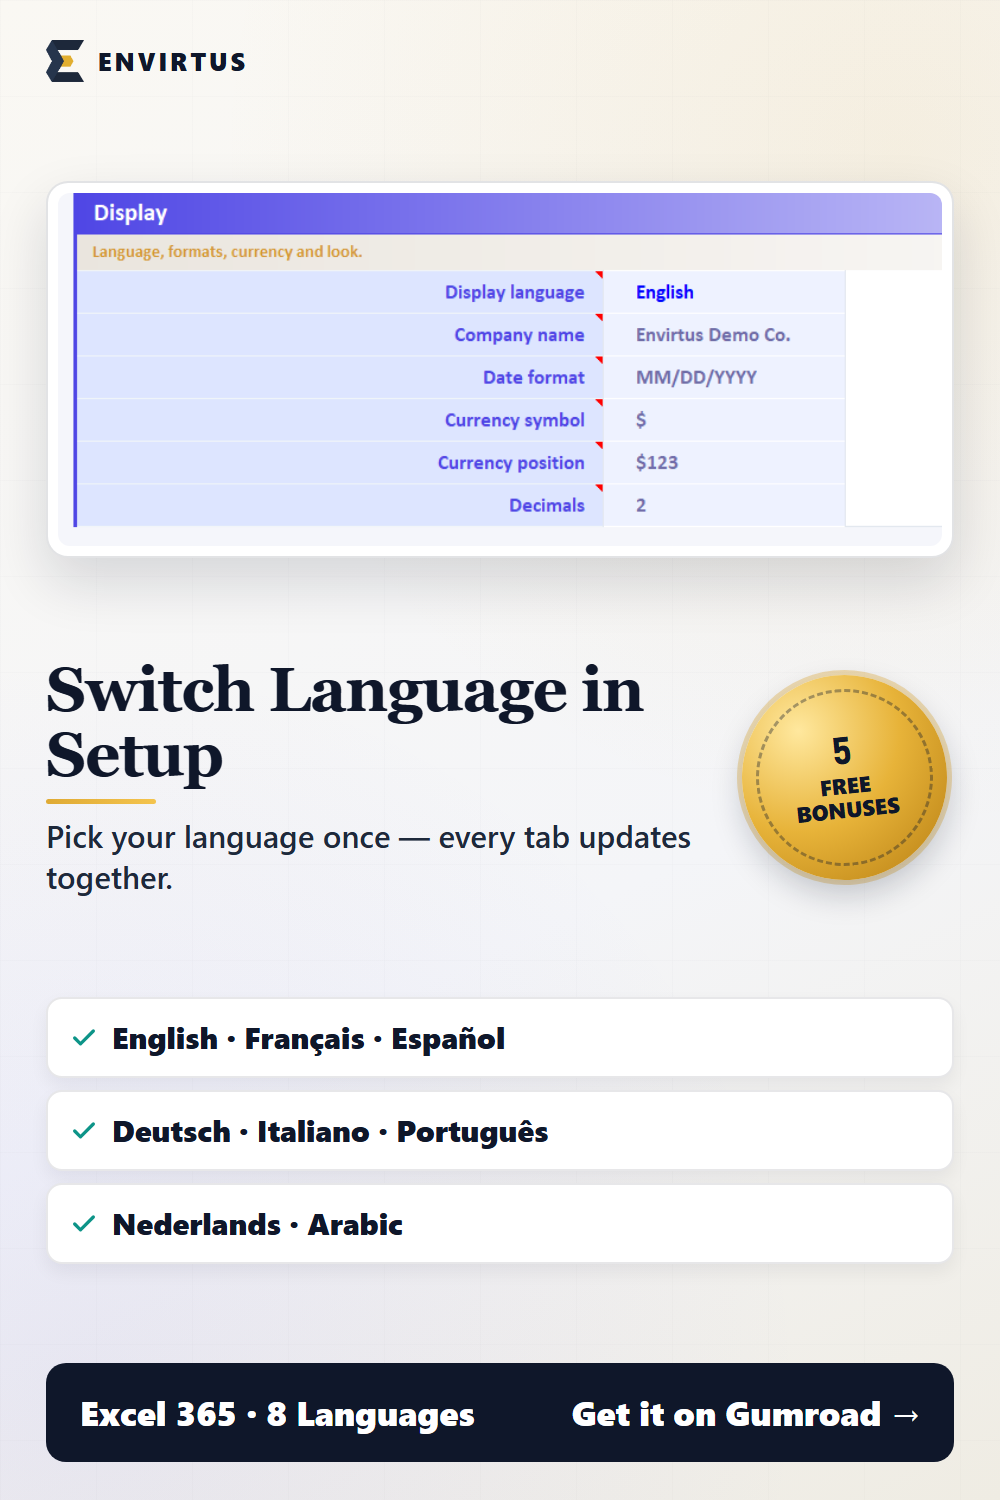 ENVIRTUS
Display
Language, formats, currency and look.
Display language English
Company name Envirtus Demo Co.
Date format MM/DD/YYYY
Currency symbol $
Currency position $123
Decimals 2
Switch Language in
Setup
Pick your language once — every tab updates
together.
5
FREE
BONUSES
English · Français · Español
Deutsch · Italiano · Português
Nederlands · Arabic
Excel 365 · 8 Languages Get it on Gumroad →